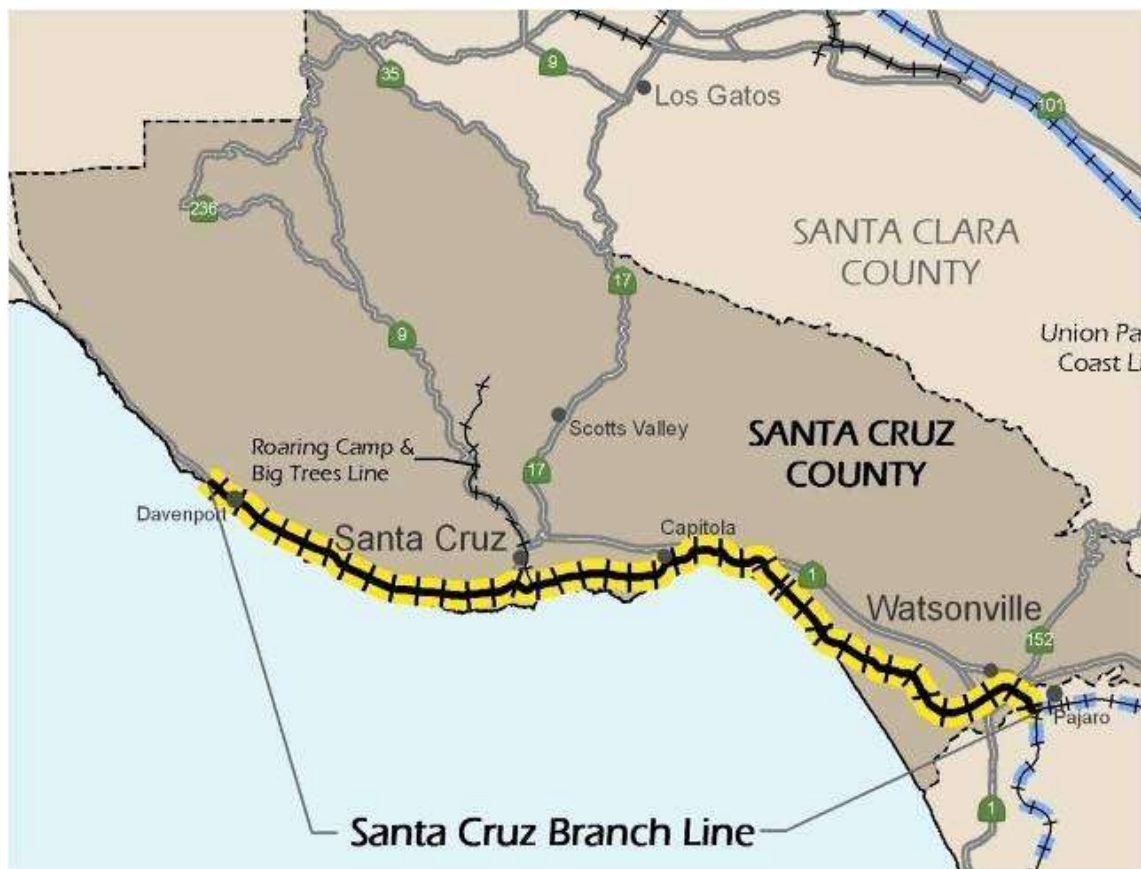 35
9
Los Gatos
101
236
SANTA CLARA
COUNTY
17
9
Union Pa
Coast Li
Scotts Valley
SANTA CRUZ
COUNTY
Roaring Camp &
Big Trees Line
17
Davenport
Santa Cruz
Capitola
1
Watsonville
152
Pajaro
1
Santa Cruz Branch Line